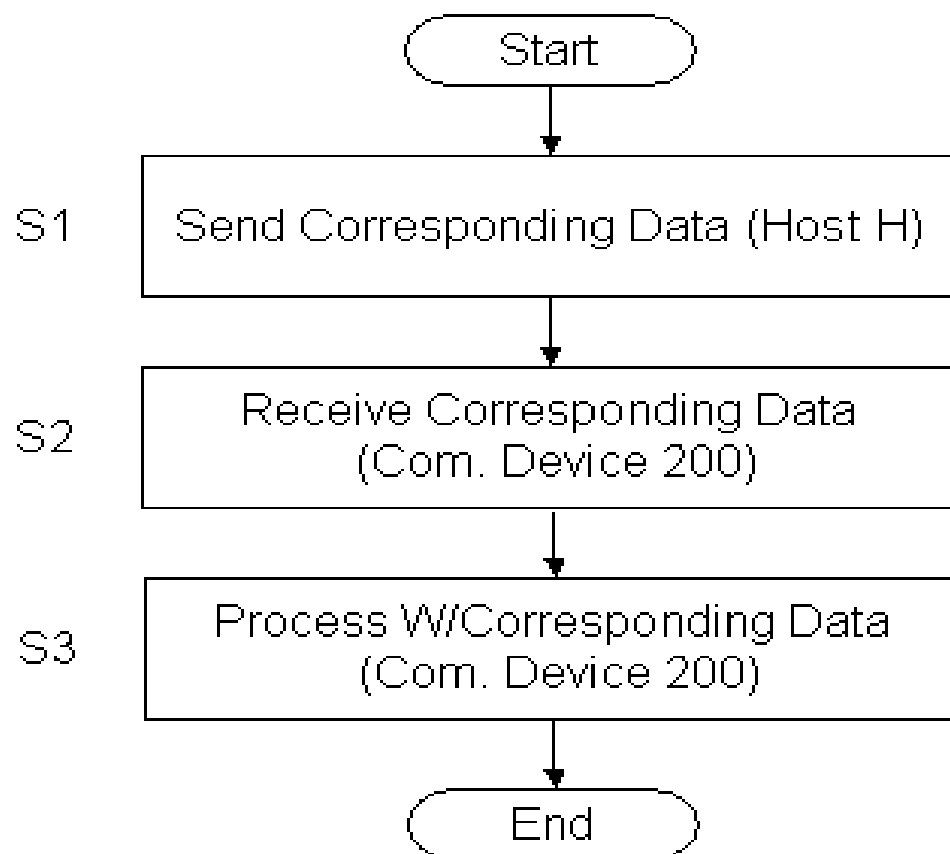 Start
S1
Send Corresponding Data (Host H)
S2
Receive Corresponding Data
(Com. Device 200)
S3
Process W/Corresponding Data
(Com. Device 200)
End